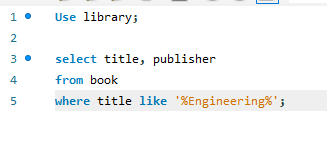 1 Use library;
2
3 select title, publisher
4 from book
5 where title like '%Engineering%';